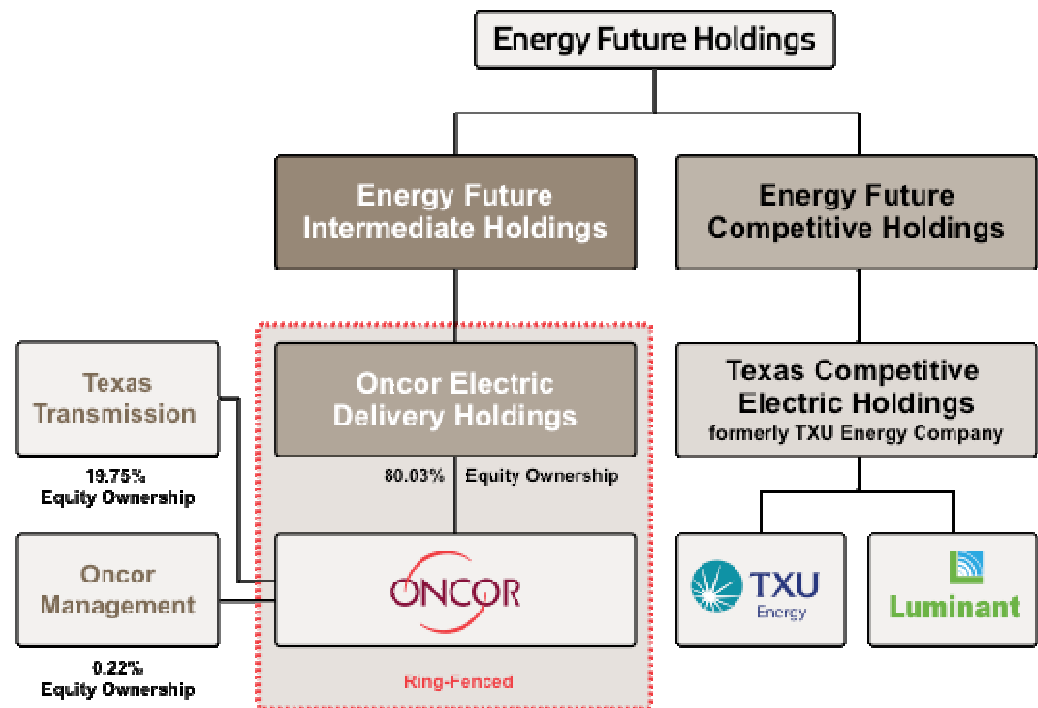 Energy Future Holdings
Energy Future
Intermediate Holdings
Energy Future
Competitive Holdings
Texas
Transmission
19.75%
Equity Ownership
Oncor Electric
Delivery Holdings
80.03% Equity Ownership
Texas Competitive
Electric Holdings
formerly TXU Energy Company
Oncor
Management
0.22%
Equity Ownership
ONCOR
Ring-Fenced
TXU
Energy
Luminant